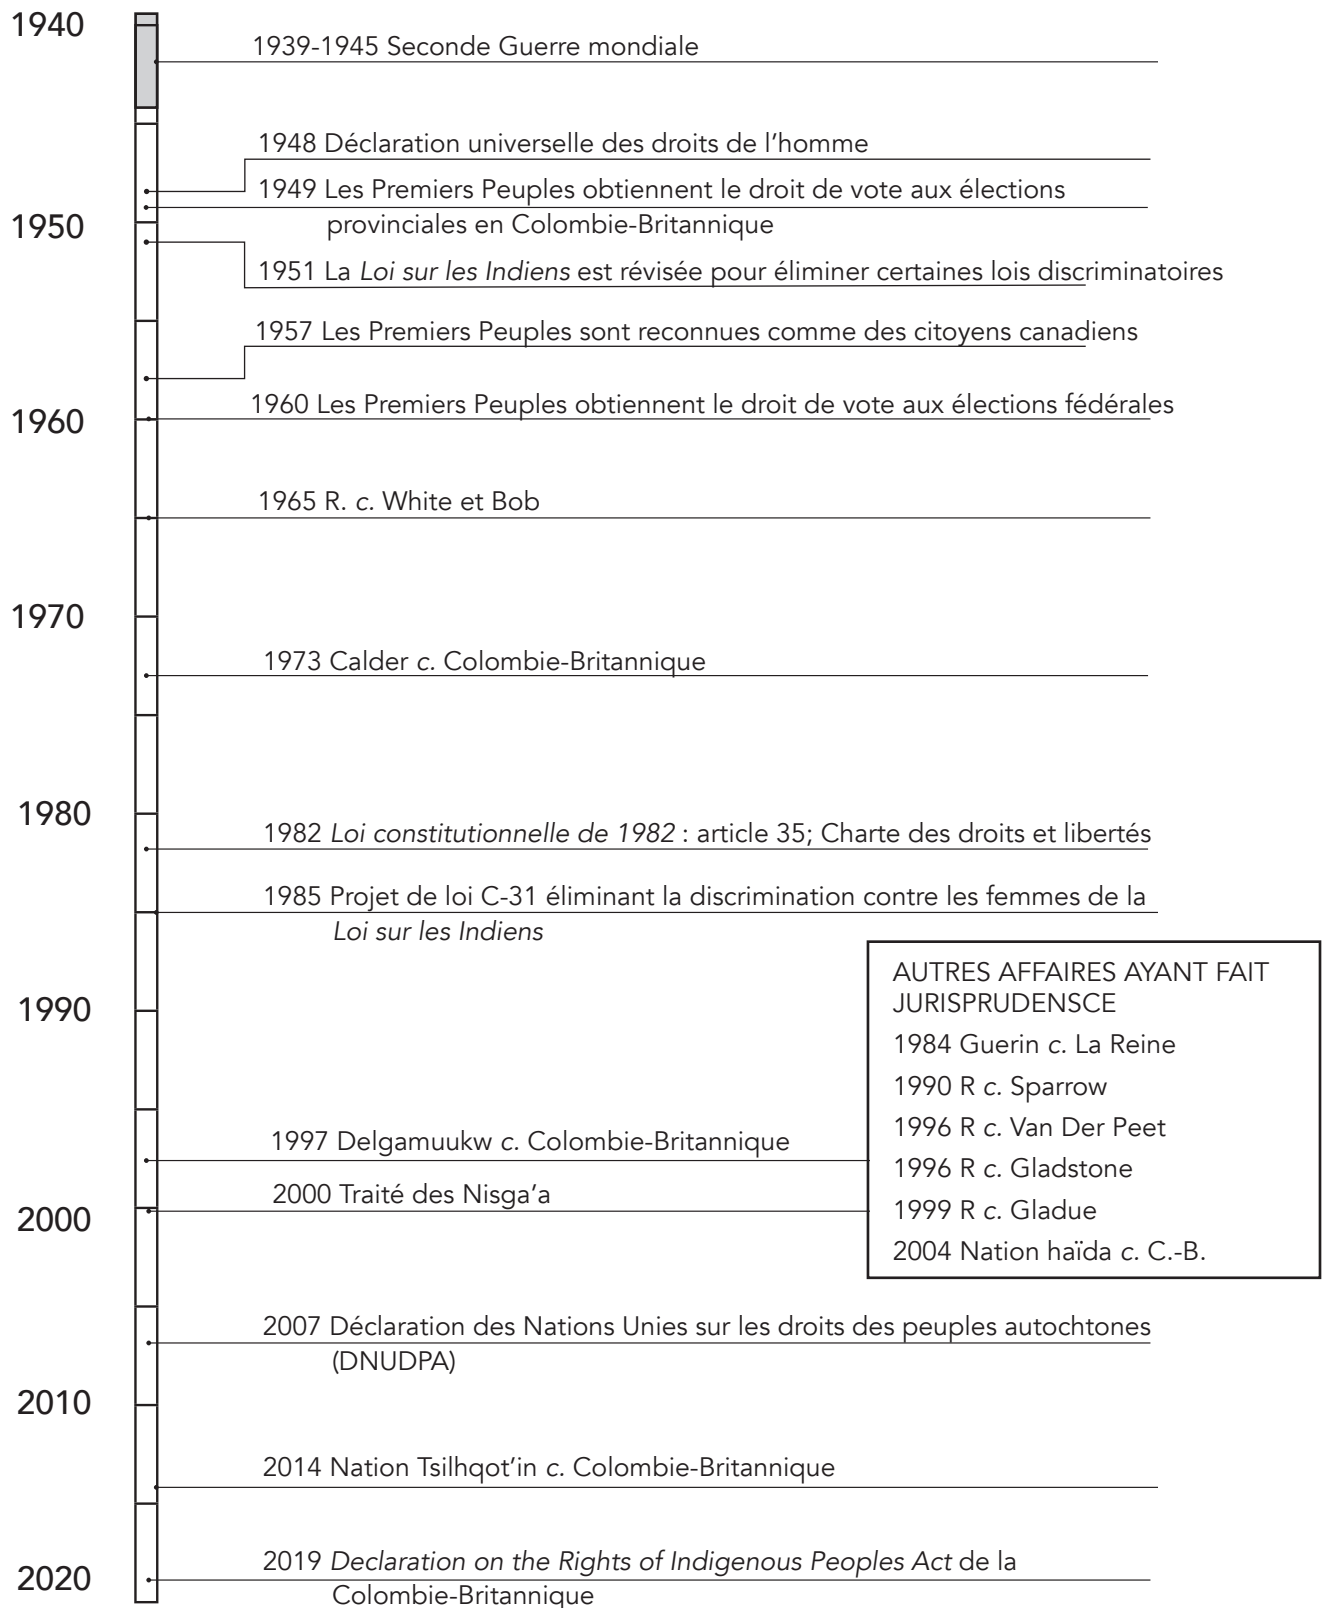 1940
1939-1945 Seconde Guerre mondiale
1948 Déclaration universelle des droits de l'homme
1949 Les Premiers Peuples obtiennent le droit de vote aux élections
provinciales en Colombie-Britannique
1950
1951 La Loi sur les Indiens est révisée pour éliminer certaines lois discriminatoires
1957 Les Premiers Peuples sont reconnues comme des citoyens canadiens
1960
1960 Les Premiers Peuples obtiennent le droit de vote aux élections fédérales
1965 R. c. White et Bob
1970
1973 Calder c. Colombie-Britannique
1980
1982 Loi constitutionnelle de 1982 : article 35; Charte des droits et libertés
1985 Projet de loi C-31 éliminant la discrimination contre les femmes de la
Loi sur les Indiens
1990
AUTRES AFFAIRES AYANT FAIT
JURISPRUDENSCE
1984 Guerin c. La Reine
1990 R c. Sparrow
1996 R c. Van Der Peet
1996 R c. Gladstone
1999 R c. Gladue
2004 Nation haïda c. C.-B.
1997 Delgamuukw c. Colombie-Britannique
2000 Traité des Nisga'a
2000
2007 Déclaration des Nations Unies sur les droits des peuples autochtones
(DNUDPA)
2010
2014 Nation Tsilhqot'in c. Colombie-Britannique
2019 Declaration on the Rights of Indigenous Peoples Act de la
Colombie-Britannique
2020